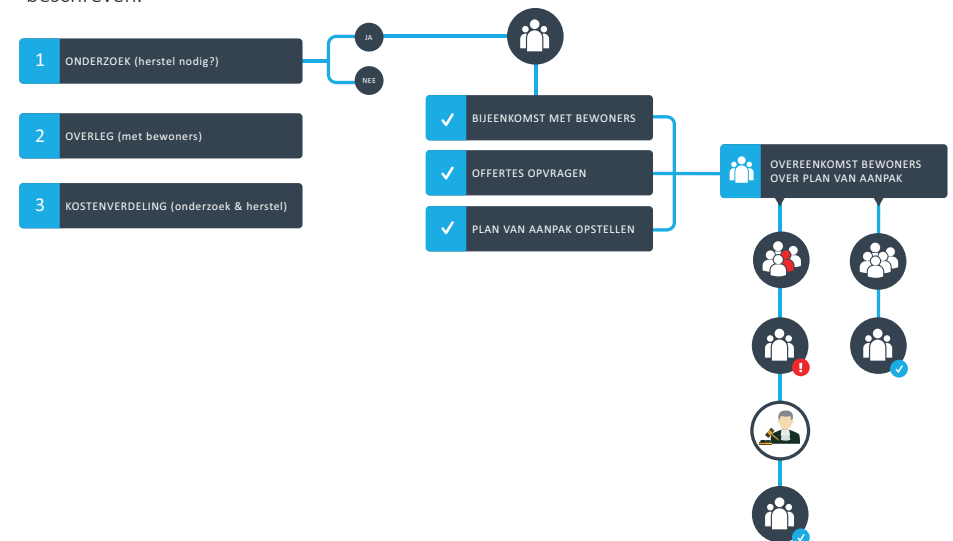 beschreven.
1 ONDERZOEK (herstel nodig?)
JA
NEE
2 OVERLEG (met bewoners)
3 KOSTENVERDELING (onderzoek & herstel)
BIJEENKOMST MET BEWONERS
OFFERTES OPVRAGEN
PLAN VAN AANPAK OPSTELLEN
OVEREENKOMST BEWONERS
OVER PLAN VAN AANPAK